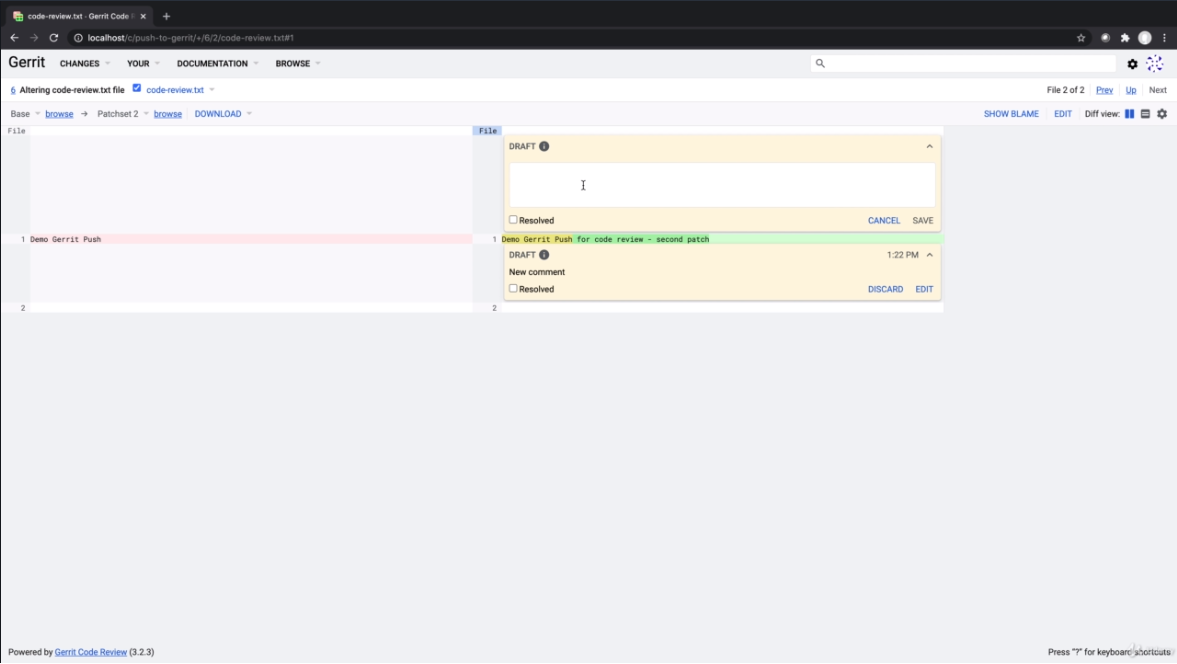 code-review.txt · Gerrit Code R
localhost/c/push-to-gerrit/+/6/2/code-review.txt#1
Gerrit CHANGES YOUR DOCUMENTATION BROWSE
6 Altering code-review.txt file code-review.txt File 2 of 2 Prev Up Next
Base browse → Patchset 2 browse DOWNLOAD SHOW BLAME EDIT Diff view:
File File
DRAFT
Resolved CANCEL SAVE
1 Demo Gerrit Push 1 Demo Gerrit Push for code review - second patch
DRAFT 1:22 PM
New comment
Resolved DISCARD EDIT
2 2
Powered by Gerrit Code Review (3.2.3) Press "?" for keyboard shortcuts